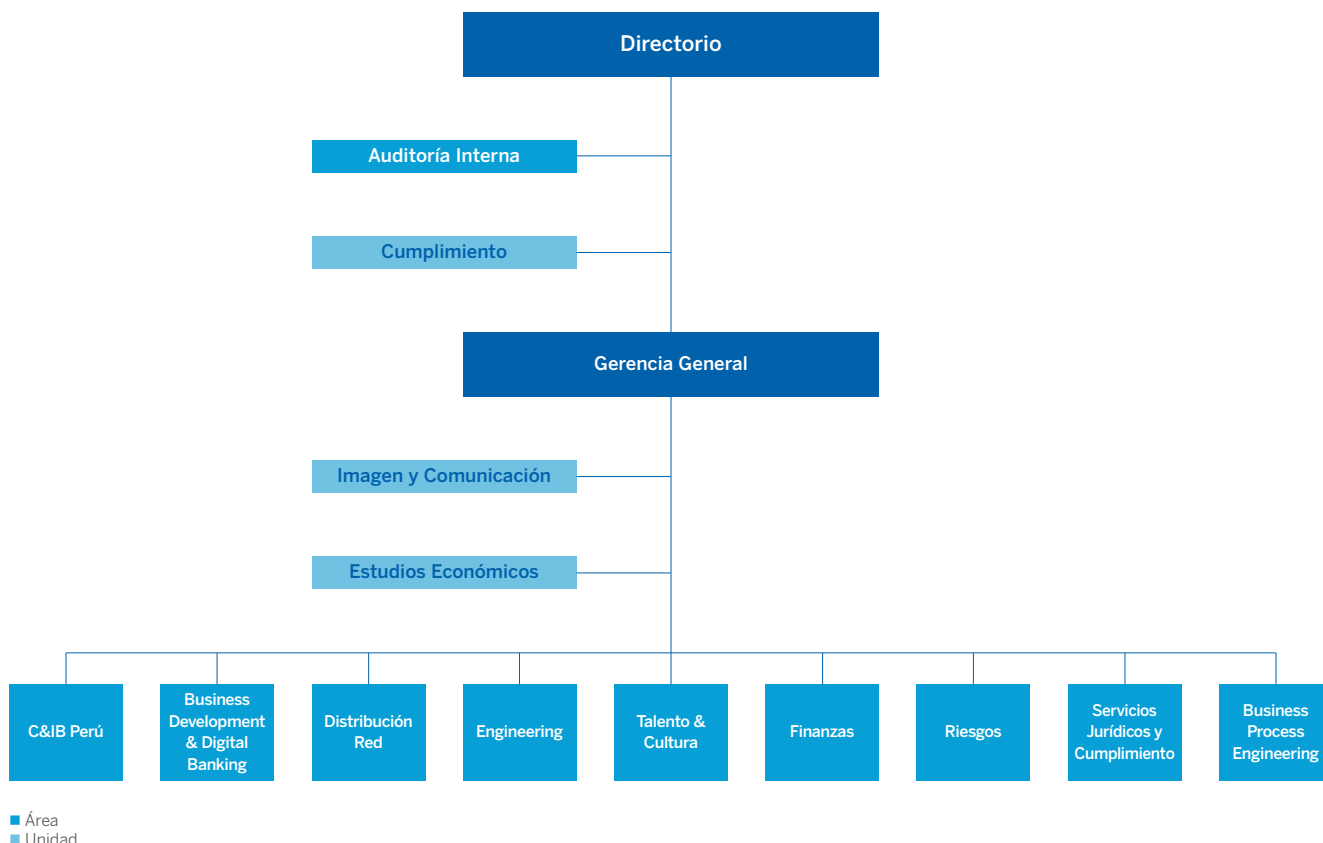 Directorio
Auditoría Interna
Cumplimiento
Gerencia General
Imagen y Comunicación
Estudios Económicos
C&IB Perú
Business
Development
& Digital
Banking
Distribución
Red
Engineering
Talento &
Cultura
Finanzas
Riesgos
Servicios
Jurídicos y
Cumplimiento
Business
Process
Engineering
Área
Unidad